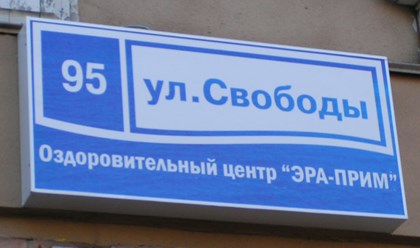 95
ул.Свободы
Оздоровительный центр “ЭРА-ПРИМ”